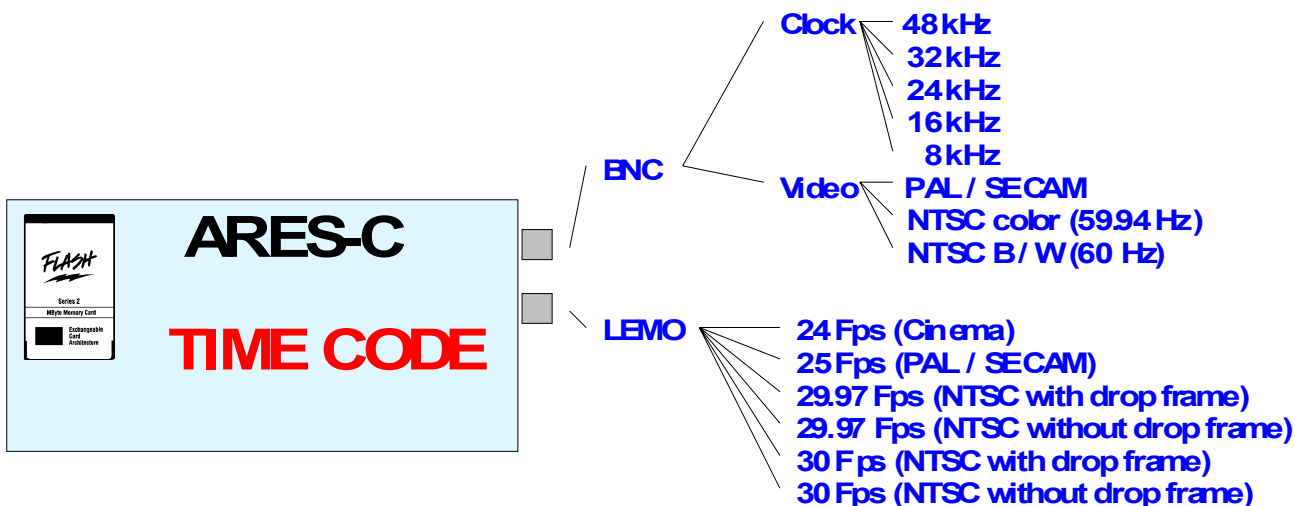 FLASH
Series 2
MByte Memory Card
Exchangeable
Card
Architecture
ARES-C
TIME CODE
BNC
Clock
48 kHz
32 kHz
24 kHz
16 kHz
8 kHz
Video
PAL / SECAM
NTSC color (59.94 Hz)
NTSC B / W (60 Hz)
LEMO
24 Fps (Cinema)
25 Fps (PAL / SECAM)
29.97 Fps (NTSC with drop frame)
29.97 Fps (NTSC without drop frame)
30 Fps (NTSC with drop frame)
30 Fps (NTSC without drop frame)